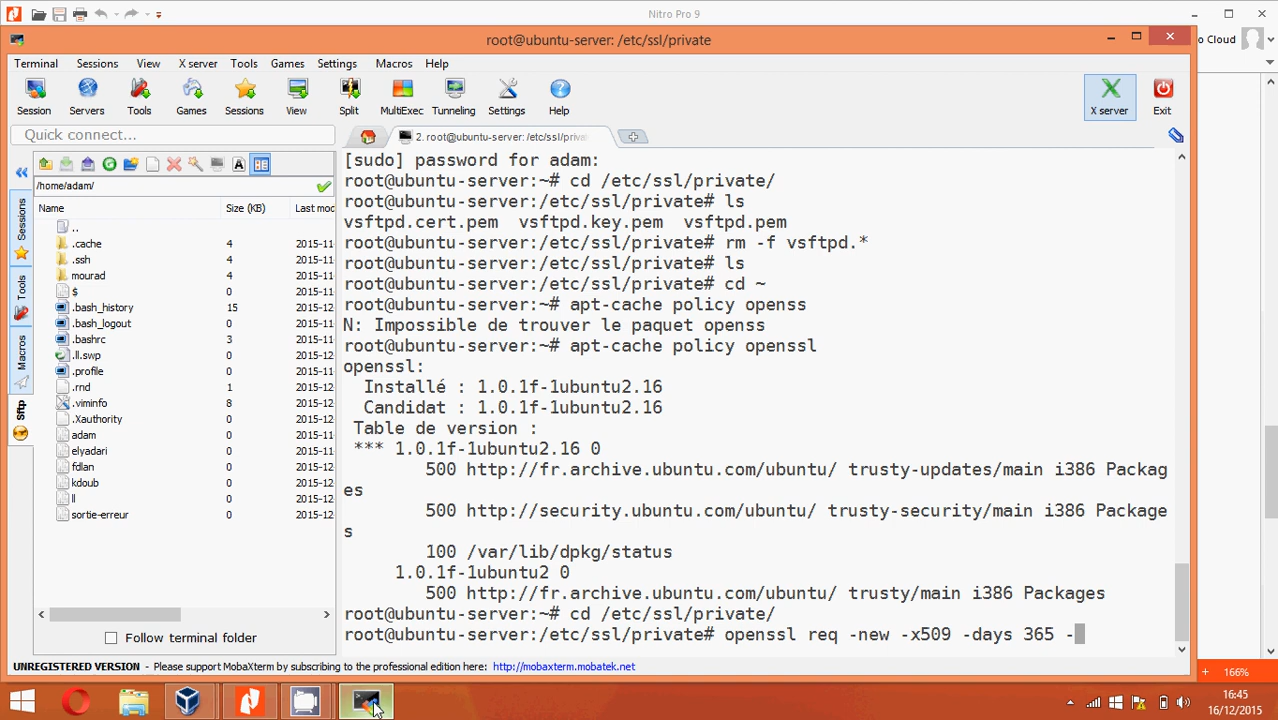 Nitro Pro 9
o Cloud
root@ubuntu-server: /etc/ssl/private
Terminal Sessions View X server Tools Games Settings Macros Help
Session Servers Tools Games Sessions View Split MultiExec Tunneling Settings Help X server Exit
Quick connect...
2. root@ubuntu-server: /etc/ssl/priva
/home/adam/
Name Size (KB) Last mod
..
.cache 4 2015-11
.ssh 4 2015-11
mourad 4 2015-11
$ 0 2015-11
.bash_history 15 2015-12
.bash_logout 0 2015-11
.bashrc 3 2015-12
.ll.swp 0 2015-12
.profile 0 2015-11
.rnd 1 2015-12
.viminfo 8 2015-12
.Xauthority 0 2015-12
adam 0 2015-11
elyadari 0 2015-11
fdlan 0 2015-12
kdoub 0 2015-12
ll 0 2015-12
sortie-erreur 0 2015-12
Sessions
Tools
Macros
Sftp
Follow terminal folder
[sudo] password for adam:
root@ubuntu-server:~# cd /etc/ssl/private/
root@ubuntu-server:/etc/ssl/private# ls
vsftpd.cert.pem vsftpd.key.pem vsftpd.pem
root@ubuntu-server:/etc/ssl/private# rm -f vsftpd.*
root@ubuntu-server:/etc/ssl/private# ls
root@ubuntu-server:/etc/ssl/private# cd ~
root@ubuntu-server:~# apt-cache policy openss
N: Impossible de trouver le paquet openss
root@ubuntu-server:~# apt-cache policy openssl
openssl:
Installé : 1.0.1f-1ubuntu2.16
Candidat : 1.0.1f-1ubuntu2.16
Table de version :
*** 1.0.1f-1ubuntu2.16 0
500 http://fr.archive.ubuntu.com/ubuntu/ trusty-updates/main i386 Packag
es
500 http://security.ubuntu.com/ubuntu/ trusty-security/main i386 Package
s
100 /var/lib/dpkg/status
1.0.1f-1ubuntu2 0
500 http://fr.archive.ubuntu.com/ubuntu/ trusty/main i386 Packages
root@ubuntu-server:~# cd /etc/ssl/private/
root@ubuntu-server:/etc/ssl/private# openssl req -new -x509 -days 365 -
UNREGISTERED VERSION - Please support MobaXterm by subscribing to the professional edition here: http://mobaxterm.mobatek.net
166%
16:45
16/12/2015